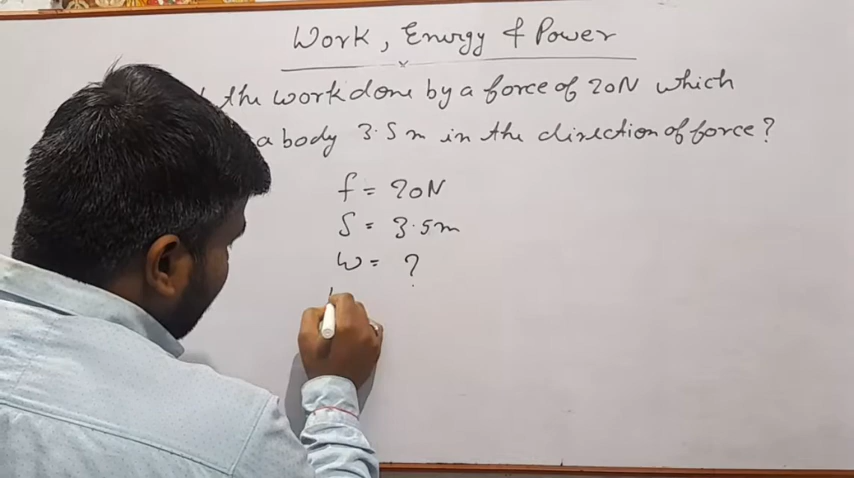 Work, Energy & Power
the work done by a force of 20N which
a body 3.5m in the direction of force?
f = 20N
S = 3.5m
W = ?